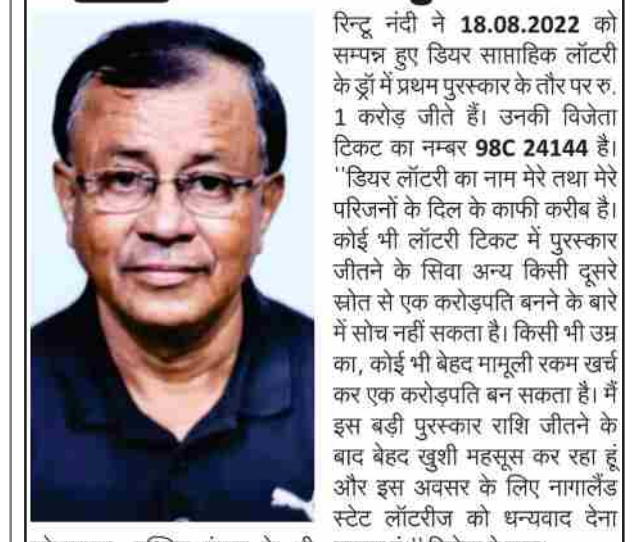 रिन्टू नंदी ने 18.08.2022 को
सम्पन्न हुए डियर साप्ताहिक लॉटरी
के ड्रॉ में प्रथम पुरस्कार के तौर पर रु.
1 करोड़ जीते हैं। उनकी विजेता
टिकट का नम्बर 98C 24144 है।
''डियर लॉटरी का नाम मेरे तथा मेरे
परिजनों के दिल के काफी करीब है।
कोई भी लॉटरी टिकट में पुरस्कार
जीतने के सिवा अन्य किसी दूसरे
स्रोत से एक करोड़पति बनने के बारे
में सोच नहीं सकता है। किसी भी उम्र
का, कोई भी बेहद मामूली रकम खर्च
कर एक करोड़पति बन सकता है। मैं
इस बड़ी पुरस्कार राशि जीतने के
बाद बेहद खुशी महसूस कर रहा हूं
और इस अवसर के लिए नागालैंड
स्टेट लॉटरीज को धन्यवाद देना